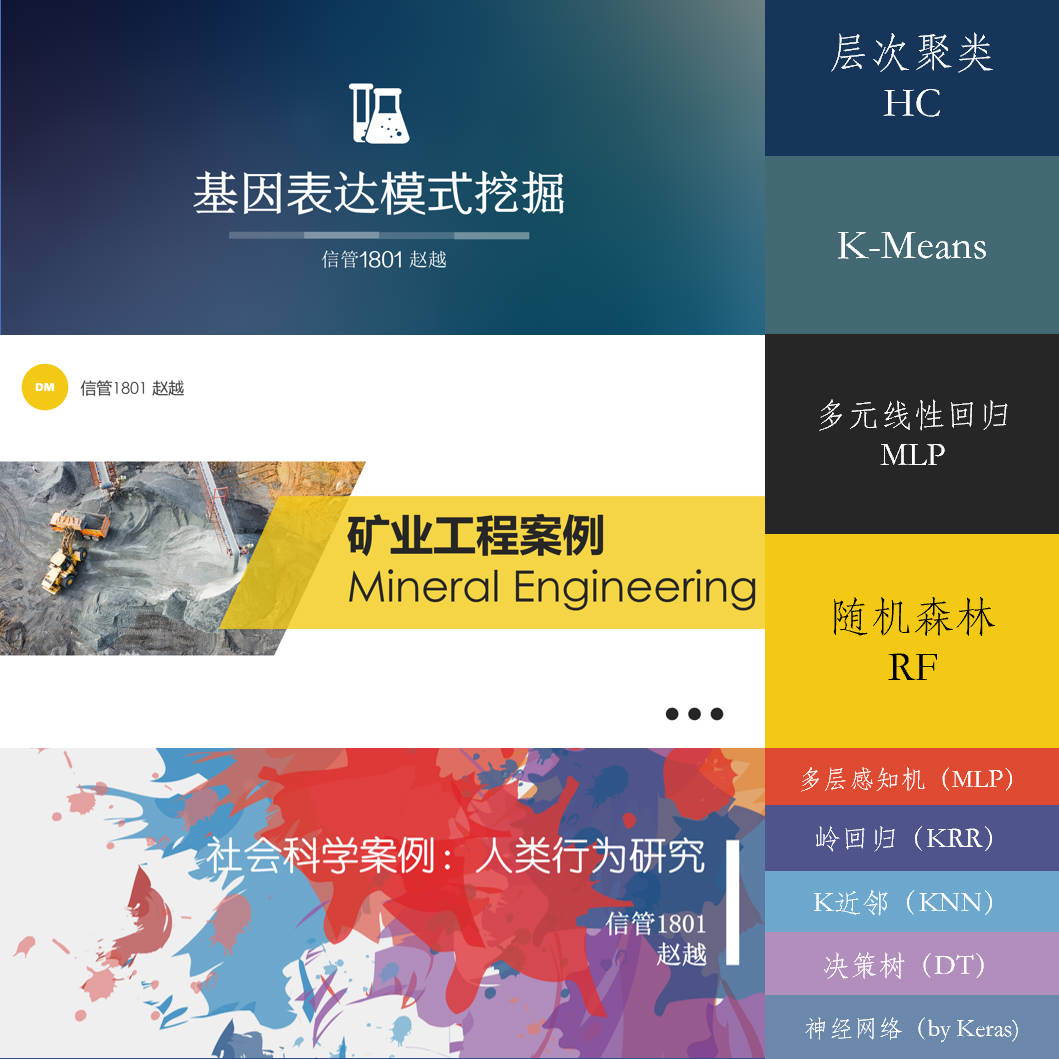 基因表达模式挖掘
信管1801 赵越
层次聚类
HC
K-Means
DM
信管1801 赵越
矿业工程案例
Mineral Engineering
多元线性回归
MLP
随机森林
RF
社会科学案例：人类行为研究
信管1801
赵越
多层感知机（MLP）
岭回归（KRR）
K近邻（KNN）
决策树（DT）
神经网络（by Keras)